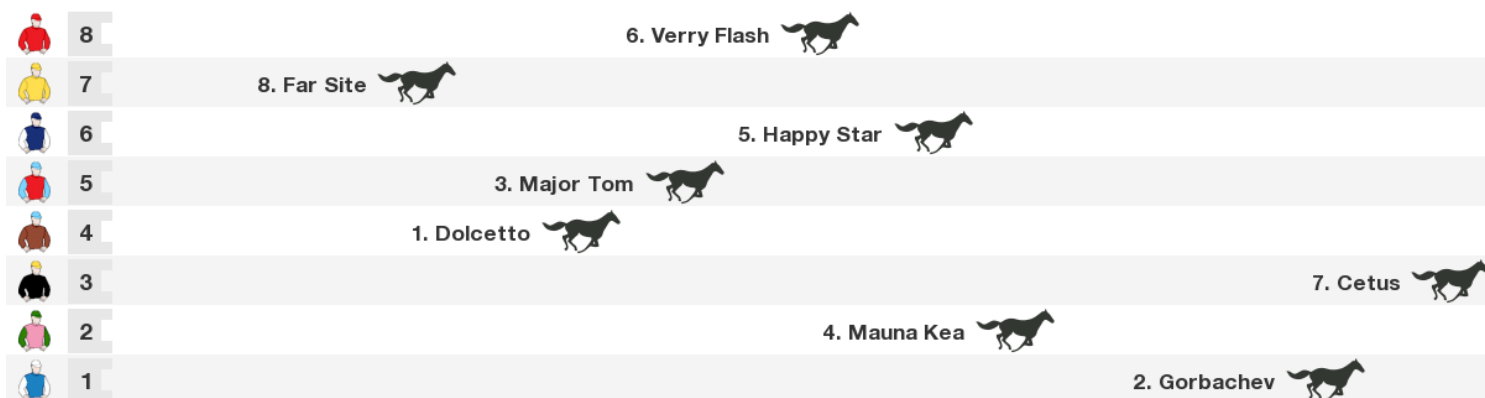 8 6. Verry Flash
7 8. Far Site
6 5. Happy Star
5 3. Major Tom
4 1. Dolcetto
3 7. Cetus
2 4. Mauna Kea
1 2. Gorbachev